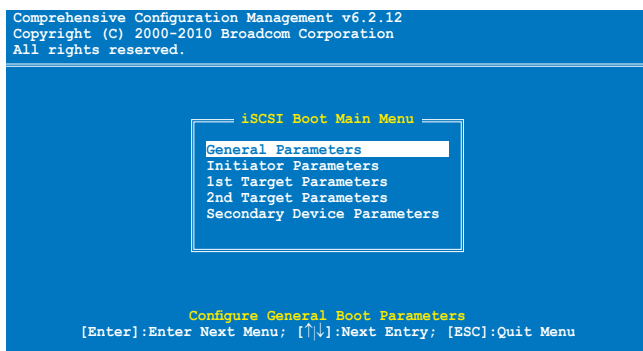 Comprehensive Configuration Management v6.2.12
Copyright (C) 2000-2010 Broadcom Corporation
All rights reserved.
iSCSI Boot Main Menu
General Parameters
Initiator Parameters
1st Target Parameters
2nd Target Parameters
Secondary Device Parameters
Configure General Boot Parameters
[Enter]:Enter Next Menu; [↑|↓]:Next Entry; [ESC]:Quit Menu